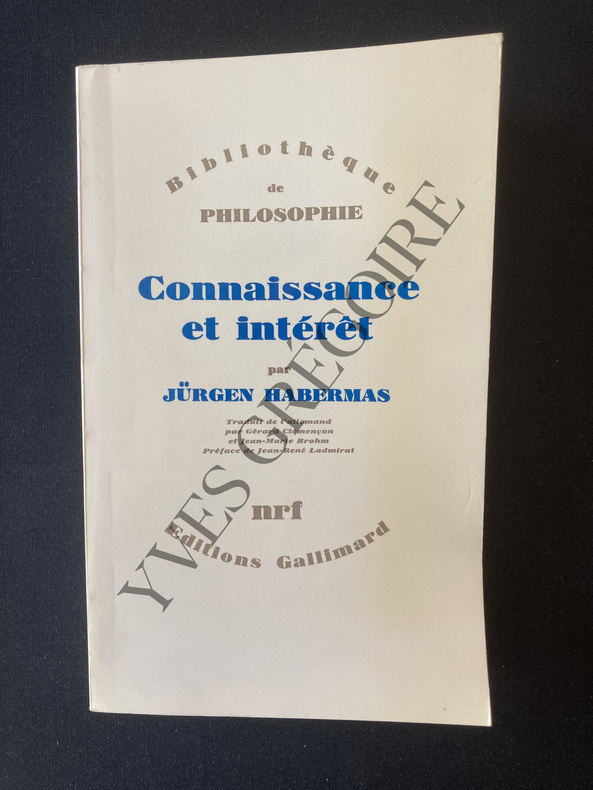 Bibliothèque
de
PHILOSOPHIE
Connaissance
et intérêt
par
JÜRGEN HABERMAS
Traduit de l'allemand
par Gérard Clémençon
et Jean-Marie Brohm
Préface de Jean-René Ladmiral
nrf
Editions Gallimard
YVES GRÉGOIRE